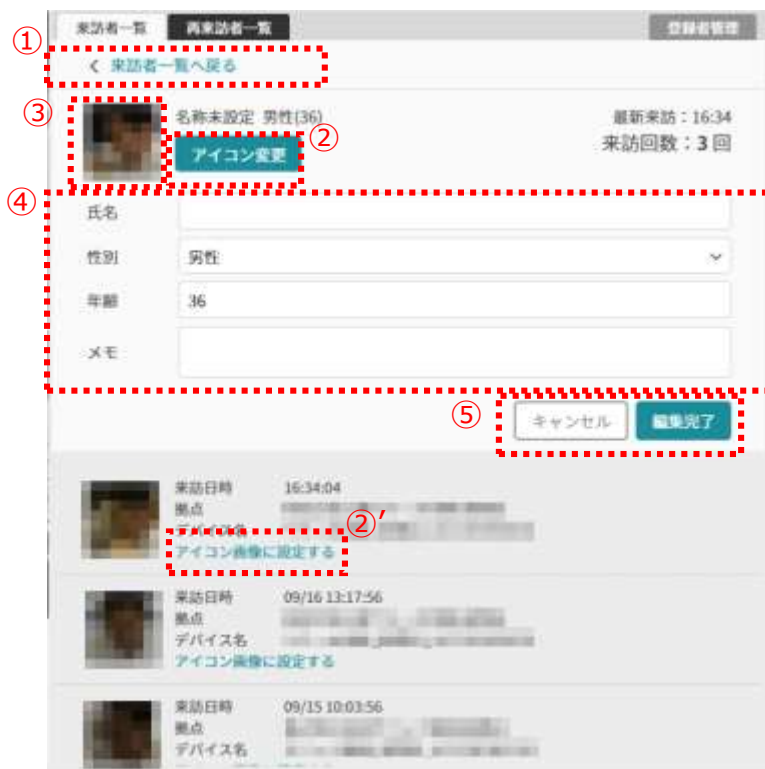 来訪者一覧 再来訪者一覧 登録者管理
①
< 来訪者一覧へ戻る
③
名称未設定 男性(36) 最新来訪：16:34
②
アイコン変更 来訪回数：3 回
④
氏名
性別 男性
年齢 36
メモ
⑤ キャンセル 編集完了
来訪日時 16:34:04
拠点
②’
デバイス名
アイコン画像に設定する
来訪日時 09/16 13:17:56
拠点
デバイス名
アイコン画像に設定する
来訪日時 09/15 10:03:56
拠点
デバイス名